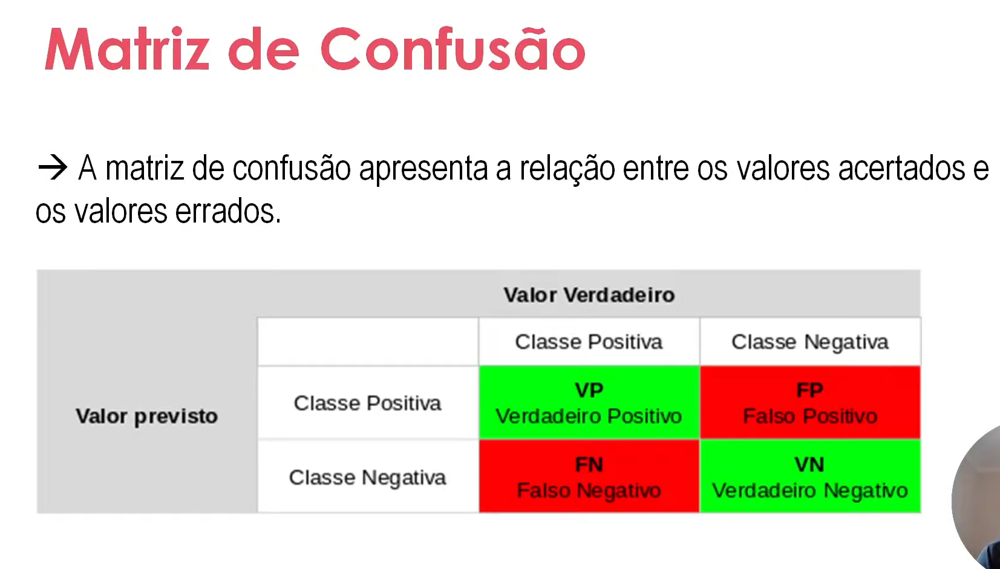 Matriz de Confusão
→ A matriz de confusão apresenta a relação entre os valores acertados e
os valores errados.
Valor Verdadeiro
Classe Positiva Classe Negativa
Valor previsto
Classe Positiva
VP
Verdadeiro Positivo
FP
Falso Positivo
Classe Negativa
FN
Falso Negativo
VN
Verdadeiro Negativo